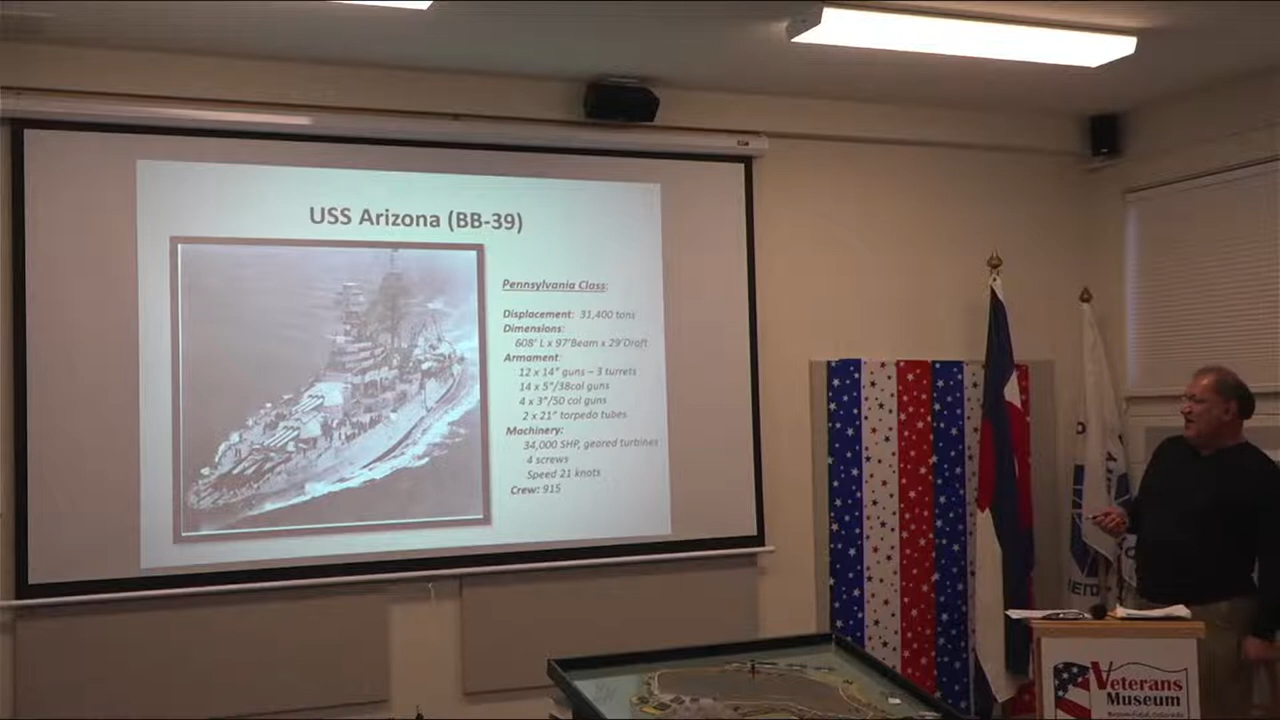 USS Arizona (BB-39)
Pennsylvania Class:
Displacement: 31,400 tons
Dimensions:
608' L x 97'Beam x 29'Draft
Armament:
12 x 14" guns – 3 turrets
14 x 5"/38cal guns
4 x 3"/50 cal guns
2 x 21" torpedo tubes
Machinery:
34,000 SHP, geared turbines
4 screws
Speed 21 knots
Crew: 915
Veterans
Museum